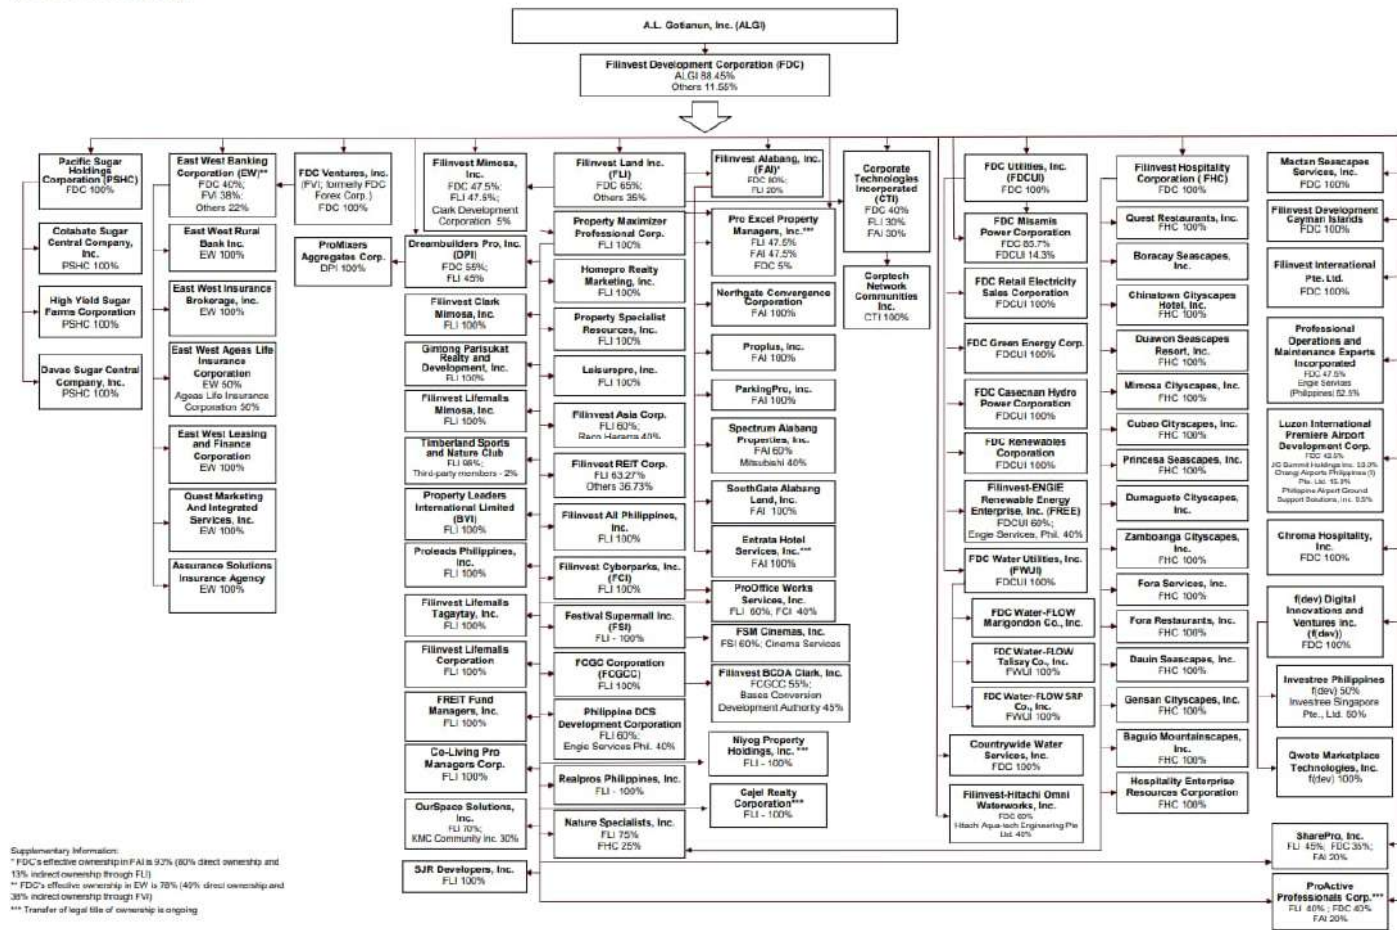 A.L. Gotianun, Inc. (ALGI)
Filinvest Development Corporation (FDC)
ALGI 88.45%
Others 11.55%
Pacific Sugar
Holdings
Corporation (PSHC)
FDC 100%
Cotabato Sugar
Central Company,
Inc.
PSHC 100%
High Yield Sugar
Farms Corporation
PSHC 100%
Davao Sugar Central
Company, Inc.
PSHC 100%
East West Banking
Corporation (EW)**
FDC 40%;
FVI 38%;
Others 22%
East West Rural
Bank Inc.
EW 100%
East West Insurance
Brokerage, Inc.
EW 100%
East West Ageas Life
Insurance
Corporation
EW 50%
Ageas Life Insurance
Corporation 50%
East West Leasing
and Finance
Corporation
EW 100%
Quest Marketing
And Integrated
Services, Inc.
EW 100%
Assurance Solutions
Insurance Agency
EW 100%
FDC Ventures, Inc.
(FVI; formerly FDC
Forex Corp.)
FDC 100%
ProMixers
Aggregates Corp.
DPI 100%
Filinvest Mimosa,
Inc.
FDC 47.5%;
FLI 47.5%;
Clark Development
Corporation 5%
Dreambuilders Pro, Inc.
(DPI)
FDC 55%;
FLI 45%
Filinvest Clark
Mimosa, Inc.
FLI 100%
Gintong Parisukat
Realty and
Development, Inc.
FLI 100%
Filinvest Lifemalls
Mimosa, Inc.
FLI 100%
Timberland Sports
and Nature Club
FLI 98%;
Third-party members - 2%
Property Leaders
International Limited
(BVI)
FLI 100%
Proleads Philippines,
Inc.
FLI 100%
Filinvest Lifemalls
Tagaytay, Inc.
FLI 100%
Filinvest Lifemalls
Corporation
FLI 100%
FREIT Fund
Managers, Inc.
FLI 100%
Co-Living Pro
Managers Corp.
FLI 100%
OurSpace Solutions,
Inc.
FLI 70%;
KMC Community Inc. 30%
SJR Developers, Inc.
FLI 100%
Filinvest Land Inc.
(FLI)
FDC 65%;
Others 35%
Property Maximizer
Professional Corp.
FLI 100%
Homepro Realty
Marketing, Inc.
FLI 100%
Property Specialist
Resources, Inc.
FLI 100%
Leisurepro, Inc.
FLI 100%
Filinvest Asia Corp.
FLI 60%;
Reco Herrera 40%
Filinvest REIT Corp.
FLI 63.27%
Others 36.73%
Filinvest All Philippines,
Inc.
FLI 100%
Filinvest Cyberparks, Inc.
(FCI)
FLI 100%
Festival Supermall Inc.
(FSI)
FLI - 100%
FCGC Corporation
(FCGCC)
FLI 100%
Philippine DCS
Development Corporation
FLI 60%;
Engie Services Phil. 40%
Realpros Philippines, Inc.
FLI - 100%
Nature Specialists, Inc.
FLI 75%
FHC 25%
Filinvest Alabang, Inc.
(FAI)*
FDC 80%;
FLI 20%
Pro Excel Property
Managers, Inc.***
FLI 47.5%
FAI 47.5%
FDC 5%
Northgate Convergence
Corporation
FAI 100%
Proplus, Inc.
FAI 100%
ParkingPro, Inc.
FAI 100%
Spectrum Alabang
Properties, Inc.
FAI 60%
Mitsubishi 40%
SouthGate Alabang
Land, Inc.
FAI 100%
Entrata Hotel
Services, Inc.***
FAI 100%
ProOffice Works
Services, Inc.
FLI 60%, FCI 40%
FSM Cinemas, Inc.
FSI 60%; Cinema Services
Filinvest BCDA Clark, Inc.
FCGCC 55%;
Bases Conversion
Development Authority 45%
Niyog Property
Holdings, Inc. ***
FLI - 100%
Cajel Realty
Corporation***
FLI - 100%
Corporate
Technologies
Incorporated
(CTI)
FDC 40%
FLI 30%
FAI 30%
Corptech
Network
Communities
Inc.
CTI 100%
FDC Utilities, Inc.
(FDCUI)
FDC 100%
FDC Misamis
Power Corporation
FDC 85.7%
FDCUI 14.3%
FDC Retail Electricity
Sales Corporation
FDCUI 100%
FDC Green Energy Corp.
FDCUI 100%
FDC Casecnan Hydro
Power Corporation
FDCUI 100%
FDC Renewables
Corporation
FDCUI 100%
Filinvest-ENGIE
Renewable Energy
Enterprise, Inc. (FREE)
FDCUI 60%;
Engie Services, Phil. 40%
FDC Water Utilities, Inc.
(FWUI)
FDCUI 100%
FDC Water-FLOW
Marigondon Co., Inc.
FDC Water-FLOW
Talisay Co., Inc.
FWUI 100%
FDC Water-FLOW SRP
Co., Inc.
FWUI 100%
Countrywide Water
Services, Inc.
FDC 100%
Filinvest-Hitachi Omni
Waterworks, Inc.
FDC 60%
Hitachi Aqua-tech Engineering Pte
Ltd. 40%
Filinvest Hospitality
Corporation ( FHC)
FDC 100%
Quest Restaurants, Inc.
FHC 100%
Boracay Seascapes,
Inc.
Chinatown Cityscapes
Hotel, Inc.
FHC 100%
Duawon Seascapes
Resort, Inc.
FHC 100%
Mimosa Cityscapes, Inc.
FHC 100%
Cubao Cityscapes, Inc.
FHC 100%
Princesa Seascapes, Inc.
FHC 100%
Dumaguete Cityscapes,
Inc.
Zamboanga Cityscapes,
Inc.
FHC 100%
Fora Services, Inc.
FHC 100%
Fora Restaurants, Inc.
FHC 100%
Dauin Seascapes, Inc.
FHC 100%
Gensan Cityscapes, Inc.
FHC 100%
Baguio Mountainscapes,
Inc.
FHC 100%
Hospitality Enterprise
Resources Corporation
FHC 100%
Mactan Seascapes
Services, Inc.
FDC 100%
Filinvest Development
Cayman Islands
FDC 100%
Filinvest International
Pte. Ltd.
FDC 100%
Professional
Operations and
Maintenance Experts
Incorporated
FDC 47.5%
Engie Services
(Philippines) 52.5%
Luzon International
Premiere Airport
Development Corp.
FDC 42.5%
JG Summit Holdings Inc.
Changi Airports Philippines (I)
Pte. Ltd.
Philippine Airport Ground
Support Solutions, Inc.
Chroma Hospitality,
Inc.
FDC 100%
f(dev) Digital
Innovations and
Ventures Inc.
(f(dev))
FDC 100%
Investree Philippines
f(dev) 50%
Investree Singapore
Pte., Ltd. 50%
Qwote Marketplace
Technologies, Inc.
f(dev) 100%
SharePro, Inc.
FLI 45%; FDC 35%;
FAI 20%
ProActive
Professionals Corp.***
FLI 40% ; FDC 40%
FAI 20%
Supplementary Information:
* FDC's effective ownership in FAI is 93% (80% direct ownership and
13% indirect ownership through FLI)
** FDC's effective ownership in EW is 78% (40% direct ownership and
38% indirect ownership through FVI)
*** Transfer of legal title of ownership is ongoing